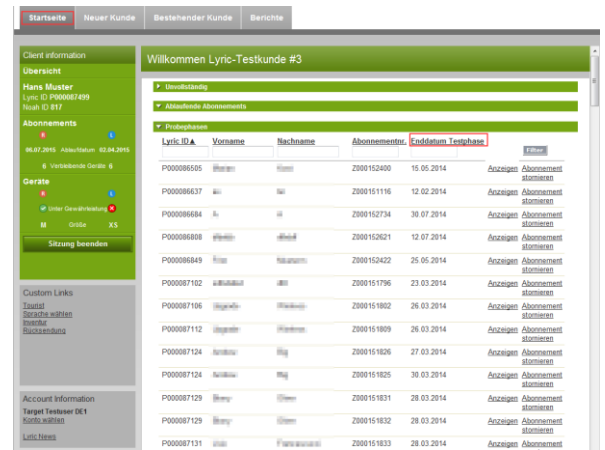 Startseite Neuer Kunde Bestehender Kunde Berichte
Client information
Übersicht
Hans Muster
Lyric ID P000087499
Noah ID 817
Abonnements
R L
06.07.2015 Ablaufdatum 02.04.2015
6 Verbleibende Geräte 6
Geräte
R L
Unter Gewährleistung
M Größe XS
Sitzung beenden
Custom Links
Tourist
Sprache wählen
Inventur
Rücksendung
Account Information
Target Testuser DE1
Konto wählen
Lyric News
Willkommen Lyric-Testkunde #3
Unvollständig
Ablaufende Abonnements
Probephasen
Lyric ID▲ Vorname Nachname Abonnementnr. Enddatum Testphase
Filter
P000086505 Z000152400 15.05.2014 Anzeigen Abonnement
stornieren
P000086637 Z000151116 12.02.2014 Anzeigen Abonnement
stornieren
P000086684 Z000152734 30.07.2014 Anzeigen Abonnement
stornieren
P000086808 Z000152621 12.07.2014 Anzeigen Abonnement
stornieren
P000086849 Z000152422 25.05.2014 Anzeigen Abonnement
stornieren
P000087102 Z000151796 23.03.2014 Anzeigen Abonnement
stornieren
P000087106 Z000151802 26.03.2014 Anzeigen Abonnement
stornieren
P000087112 Z000151809 26.03.2014 Anzeigen Abonnement
stornieren
P000087124 Z000151826 27.03.2014 Anzeigen Abonnement
stornieren
P000087124 Z000151825 30.03.2014 Anzeigen Abonnement
stornieren
P000087129 Z000151831 28.03.2014 Anzeigen Abonnement
stornieren
P000087129 Z000151832 28.03.2014 Anzeigen Abonnement
stornieren
P000087131 Z000151833 28.03.2014 Anzeigen Abonnement